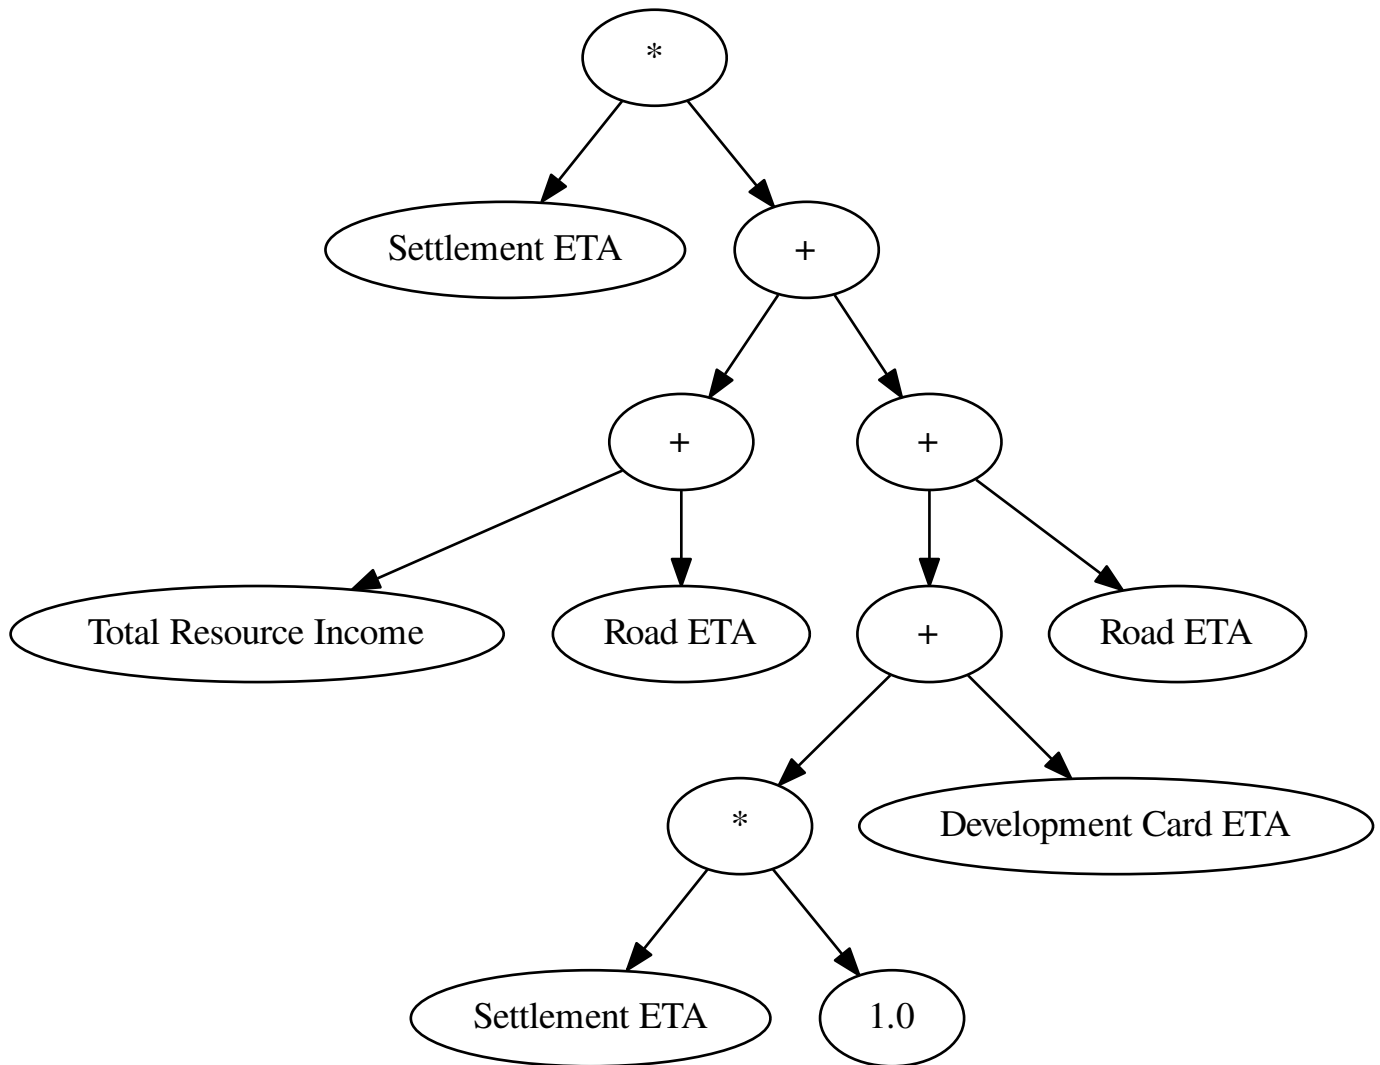 *
Settlement ETA
+
+
+
Total Resource Income
Road ETA
+
Road ETA
*
Development Card ETA
Settlement ETA
1.0